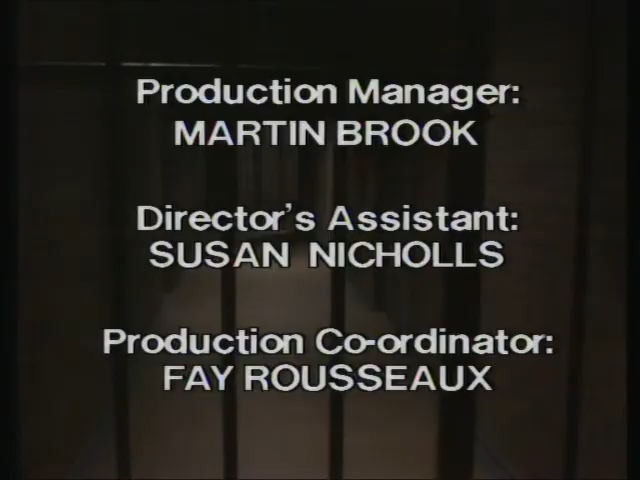 Production Manager:
MARTIN BROOK
Director's Assistant:
SUSAN NICHOLLS
Production Co-ordinator:
FAY ROUSSEAUX